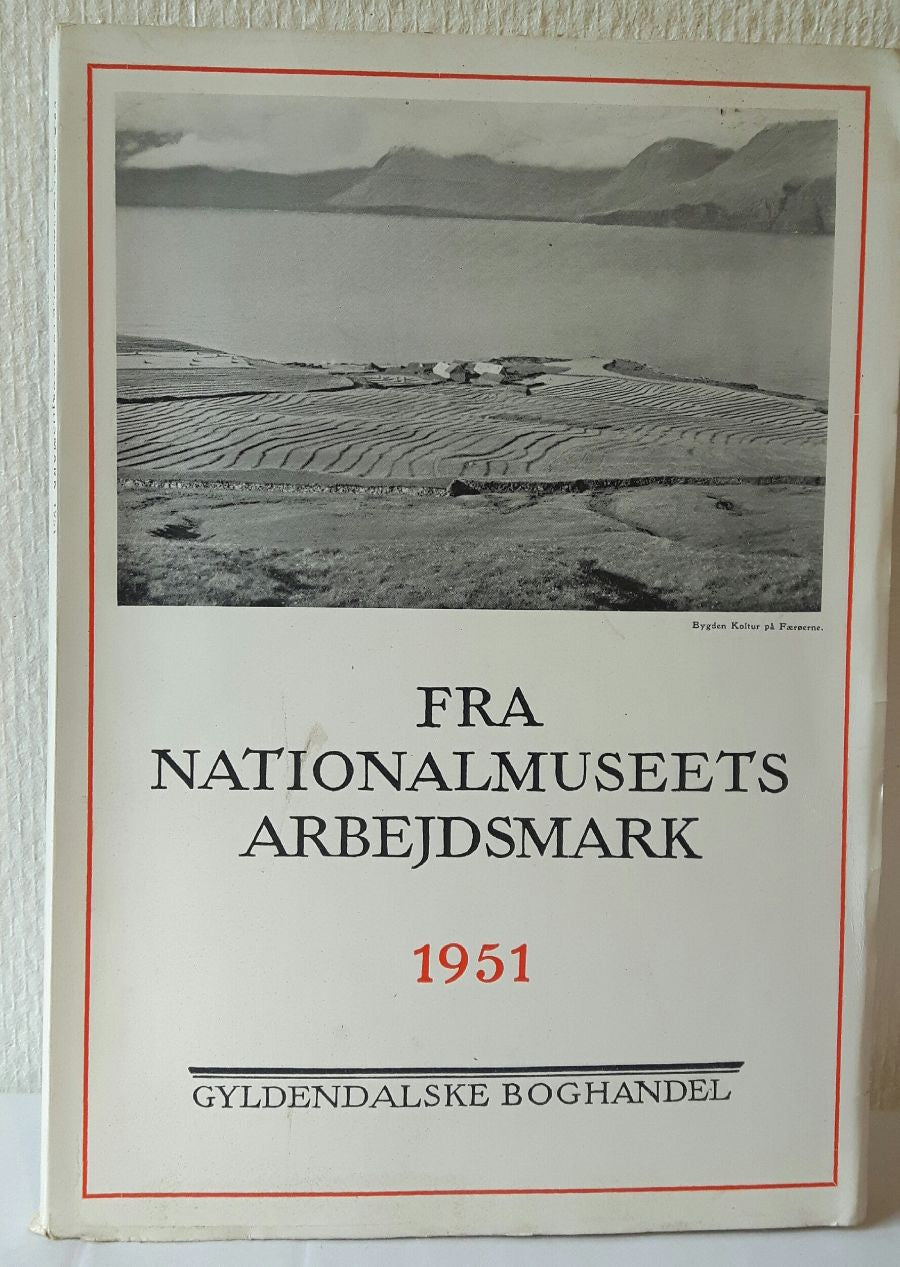 Bygden Koltur på Færøerne.
FRA
NATIONALMUSEETS
ARBEJDSMARK
1951
GYLDENDALSKE BOGHANDEL